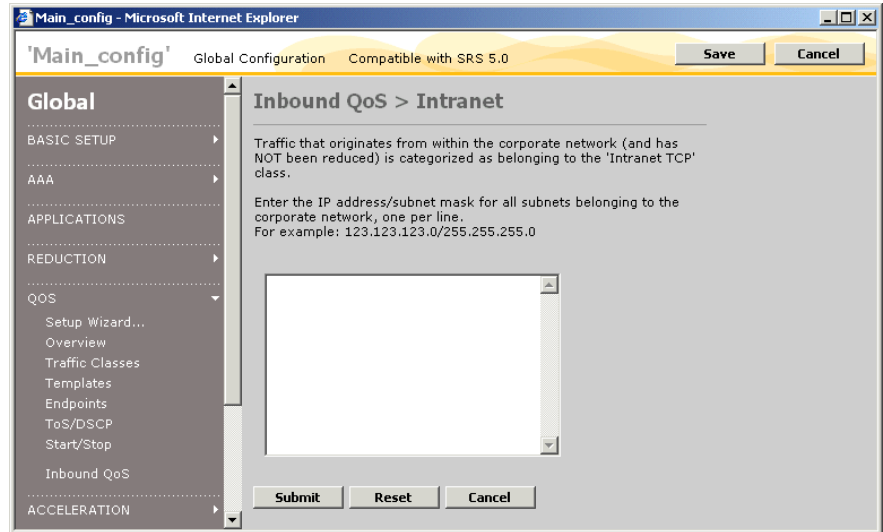 Main_config - Microsoft Internet Explorer
'Main_config' Global Configuration Compatible with SRS 5.0 Save Cancel
Global
BASIC SETUP
AAA
APPLICATIONS
REDUCTION
QOS
Setup Wizard...
Overview
Traffic Classes
Templates
Endpoints
ToS/DSCP
Start/Stop
Inbound QoS
ACCELERATION
Inbound QoS > Intranet
Traffic that originates from within the corporate network (and has
NOT been reduced) is categorized as belonging to the 'Intranet TCP'
class.
Enter the IP address/subnet mask for all subnets belonging to the
corporate network, one per line.
For example: 123.123.123.0/255.255.255.0
Submit Reset Cancel